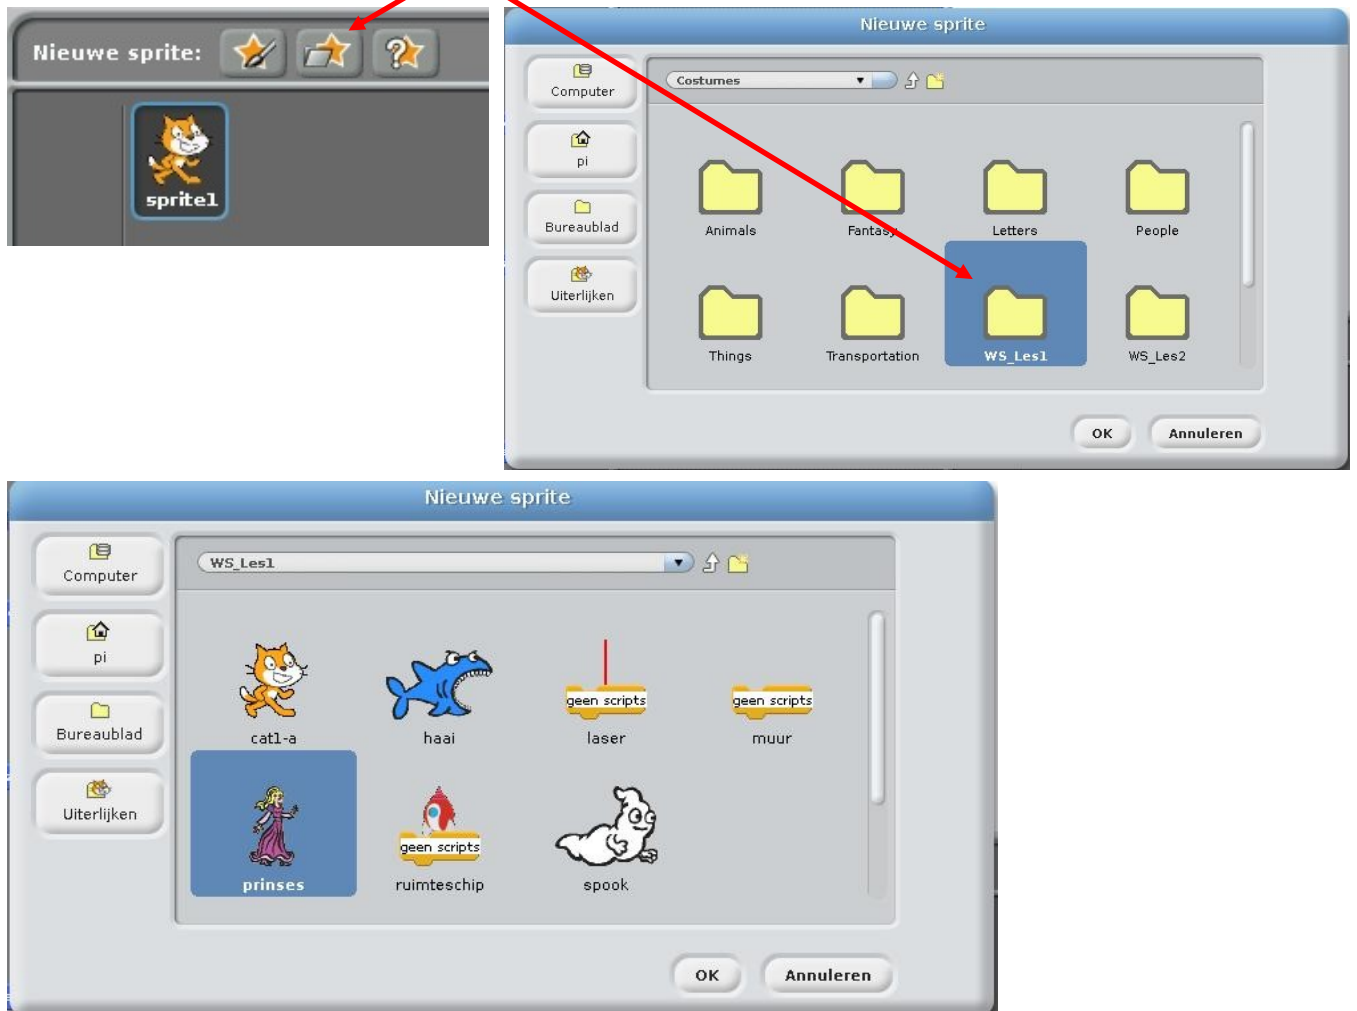 Nieuwe sprite:
sprite1
Nieuwe sprite
Computer
pi
Bureaublad
Uiterlijken
Costumes
Animals
Fantasy
Letters
People
Things
Transportation
WS_Les1
WS_Les2
OK
Annuleren
Nieuwe sprite
Computer
pi
Bureaublad
Uiterlijken
WS_Les1
geen scripts
geen scripts
cat1-a
haai
laser
muur
geen scripts
prinses
ruimteschip
spook
OK
Annuleren